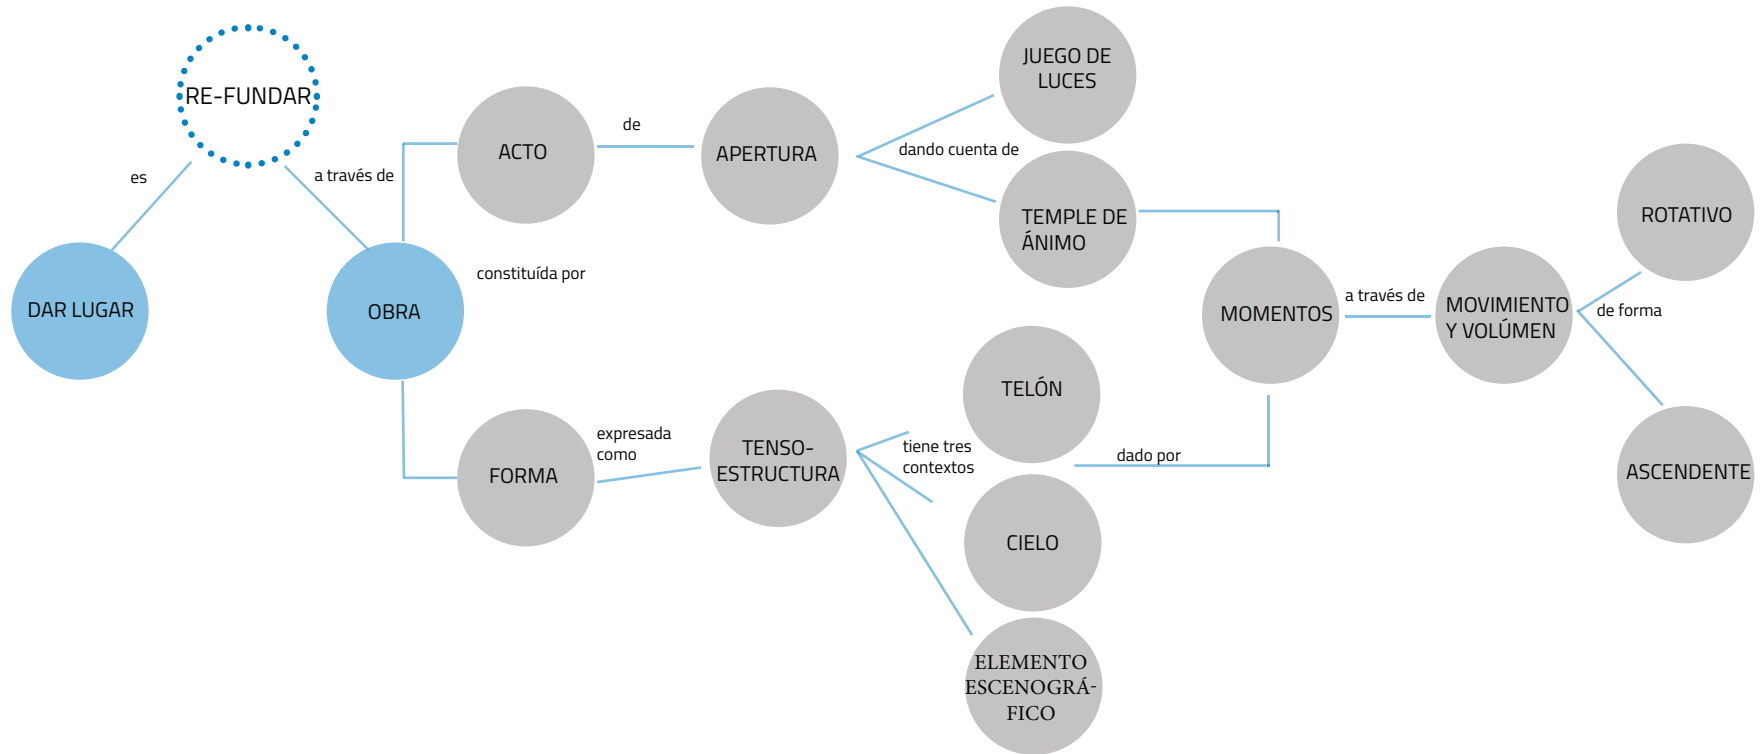 RE-FUNDAR
es
a través de
DAR LUGAR
OBRA
constituída por
ACTO
de
APERTURA
dando cuenta de
JUEGO DE
LUCES
TEMPLE DE
ÁNIMO
FORMA
expresada
como
TENSO-
ESTRUCTURA
tiene tres
contextos
TELÓN
CIELO
ELEMENTO
ESCENOGRÁ-
FICO
dado por
MOMENTOS
a través de
MOVIMIENTO
Y VOLÚMEN
de forma
ROTATIVO
ASCENDENTE